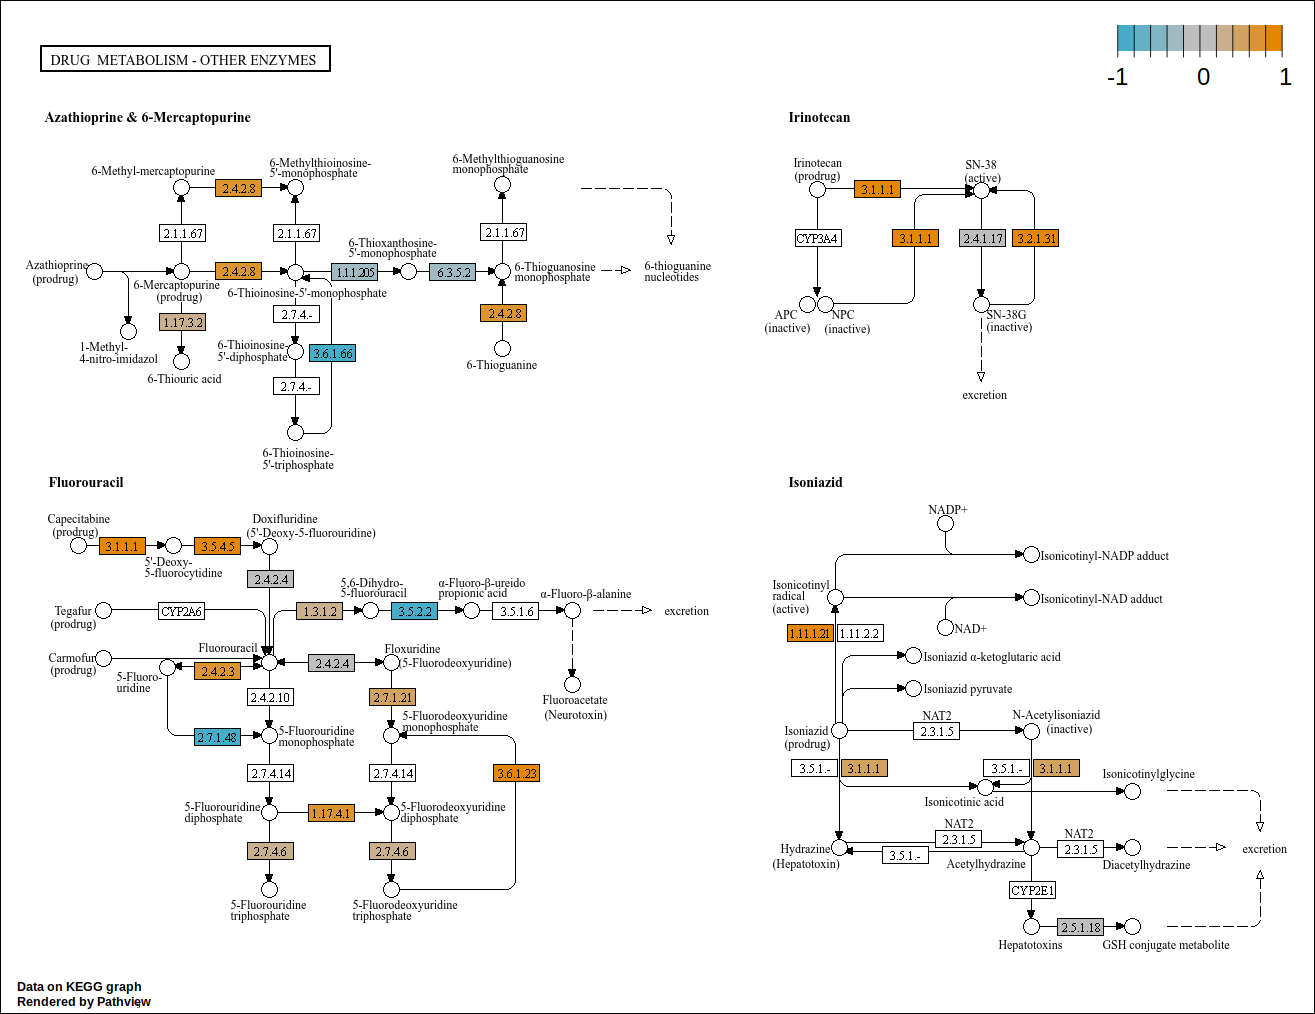 DRUG METABOLISM - OTHER ENZYMES
-1 0 1
Azathioprine & 6-Mercaptopurine
6-Methyl-mercaptopurine
2.4.2.8
6-Methylthioinosine-
5'-monophosphate
6-Methylthioguanosine
monophosphate
2.1.1.67
2.1.1.67
2.1.1.67
6-Thioxanthosine-
5'-monophosphate
Azathioprine
(prodrug)
2.4.2.8
1.1.1.205
6.3.5.2
6-Thioguanosine
monophosphate
6-thioguanine
nucleotides
6-Mercaptopurine
(prodrug)
6-Thioinosine-5'-monophosphate
1.17.3.2
2.7.4.-
2.4.2.8
1-Methyl-
4-nitro-imidazol
6-Thioinosine-
5'-diphosphate
3.6.1.66
6-Thioguanine
6-Thiouric acid
2.7.4.-
6-Thioinosine-
5'-triphosphate
Irinotecan
Irinotecan
(prodrug)
3.1.1.1
SN-38
(active)
CYP3A4
3.1.1.1
2.4.1.17
3.2.1.31
APC
(inactive)
NPC
(inactive)
SN-38G
(inactive)
excretion
Fluorouracil
Capecitabine
(prodrug)
3.1.1.1
5'-Deoxy-
5-fluorocytidine
3.5.4.5
Doxifluridine
(5'-Deoxy-5-fluorouridine)
2.4.2.4
Tegafur
(prodrug)
CYP2A6
1.3.1.2
5,6-Dihydro-
5-fluorouracil
3.5.2.2
α-Fluoro-β-ureido
propionic acid
3.5.1.6
α-Fluoro-β-alanine
excretion
Carmofur
(prodrug)
5-Fluoro-
uridine
2.4.2.3
Fluorouracil
2.4.2.4
Floxuridine
(5-Fluorodeoxyuridine)
2.4.2.10
2.7.1.21
Fluoroacetate
(Neurotoxin)
2.7.1.48
5-Fluorouridine
monophosphate
5-Fluorodeoxyuridine
monophosphate
2.7.4.14
2.7.4.14
3.6.1.23
5-Fluorouridine
diphosphate
1.17.4.1
5-Fluorodeoxyuridine
diphosphate
2.7.4.6
2.7.4.6
5-Fluorouridine
triphosphate
5-Fluorodeoxyuridine
triphosphate
Isoniazid
NADP+
Isonicotinyl-NADP adduct
Isonicotinyl
radical
(active)
Isonicotinyl-NAD adduct
NAD+
1.11.1.21
1.11.2.2
Isoniazid α-ketoglutaric acid
Isoniazid pyruvate
Isoniazid
(prodrug)
NAT2
2.3.1.5
N-Acetylisoniazid
(inactive)
3.5.1.-
3.1.1.1
3.5.1.-
3.1.1.1
Isonicotinic acid
Isonicotinylglycine
Hydrazine
(Hepatotoxin)
NAT2
2.3.1.5
3.5.1.-
Acetylhydrazine
NAT2
2.3.1.5
Diacetylhydrazine
excretion
CYP2E1
Hepatotoxins
2.5.1.18
GSH conjugate metabolite
Data on KEGG graph
Rendered by Pathview